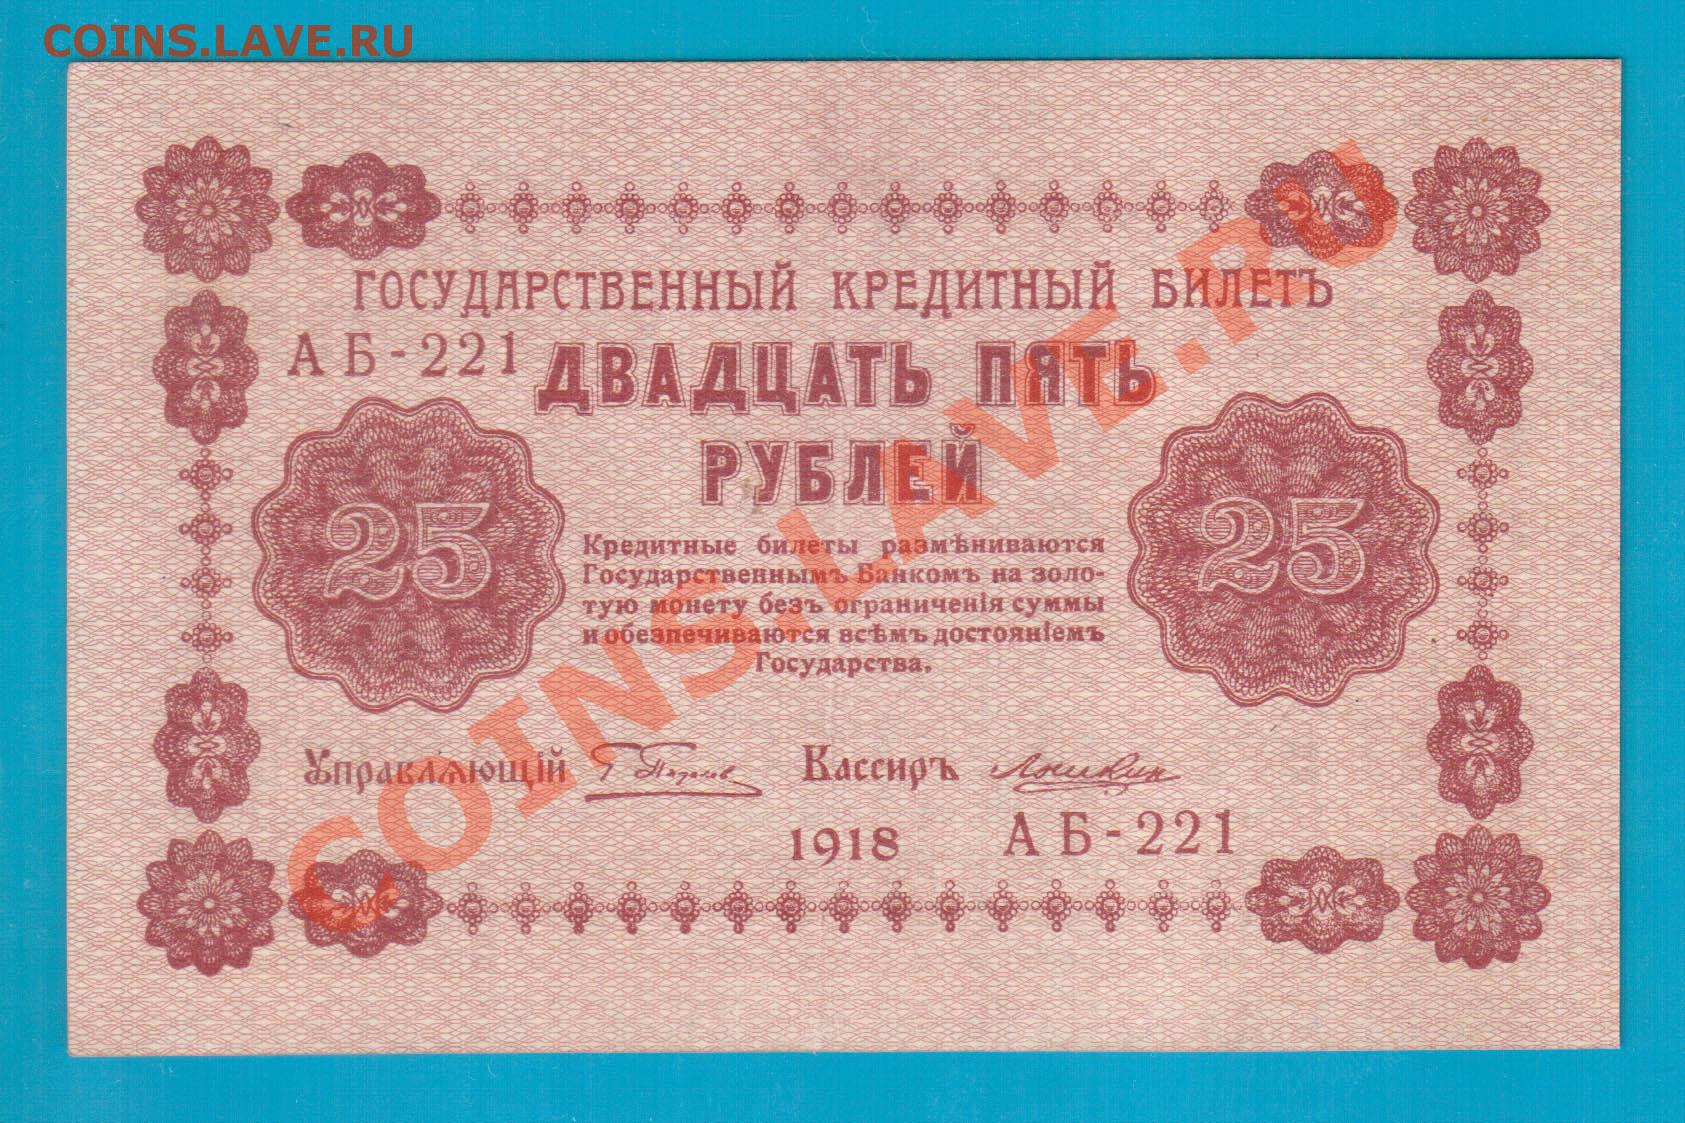 COINS.LAVE.RU
ГОСУДАРСТВЕННЫЙ КРЕДИТНЫЙ БИЛЕТЪ
АБ-221
ДВАДЦАТЬ ПЯТЬ
РУБЛЕЙ
25
25
Кредитные билеты размѣниваются
Государственнымъ Банкомъ на золо-
тую монету безъ ограниченія суммы
и обезпечиваются всѣмъ достояніемъ
Государства.
Управляющій Кассиръ
1918 АБ-221
COINS.LAVE.RU